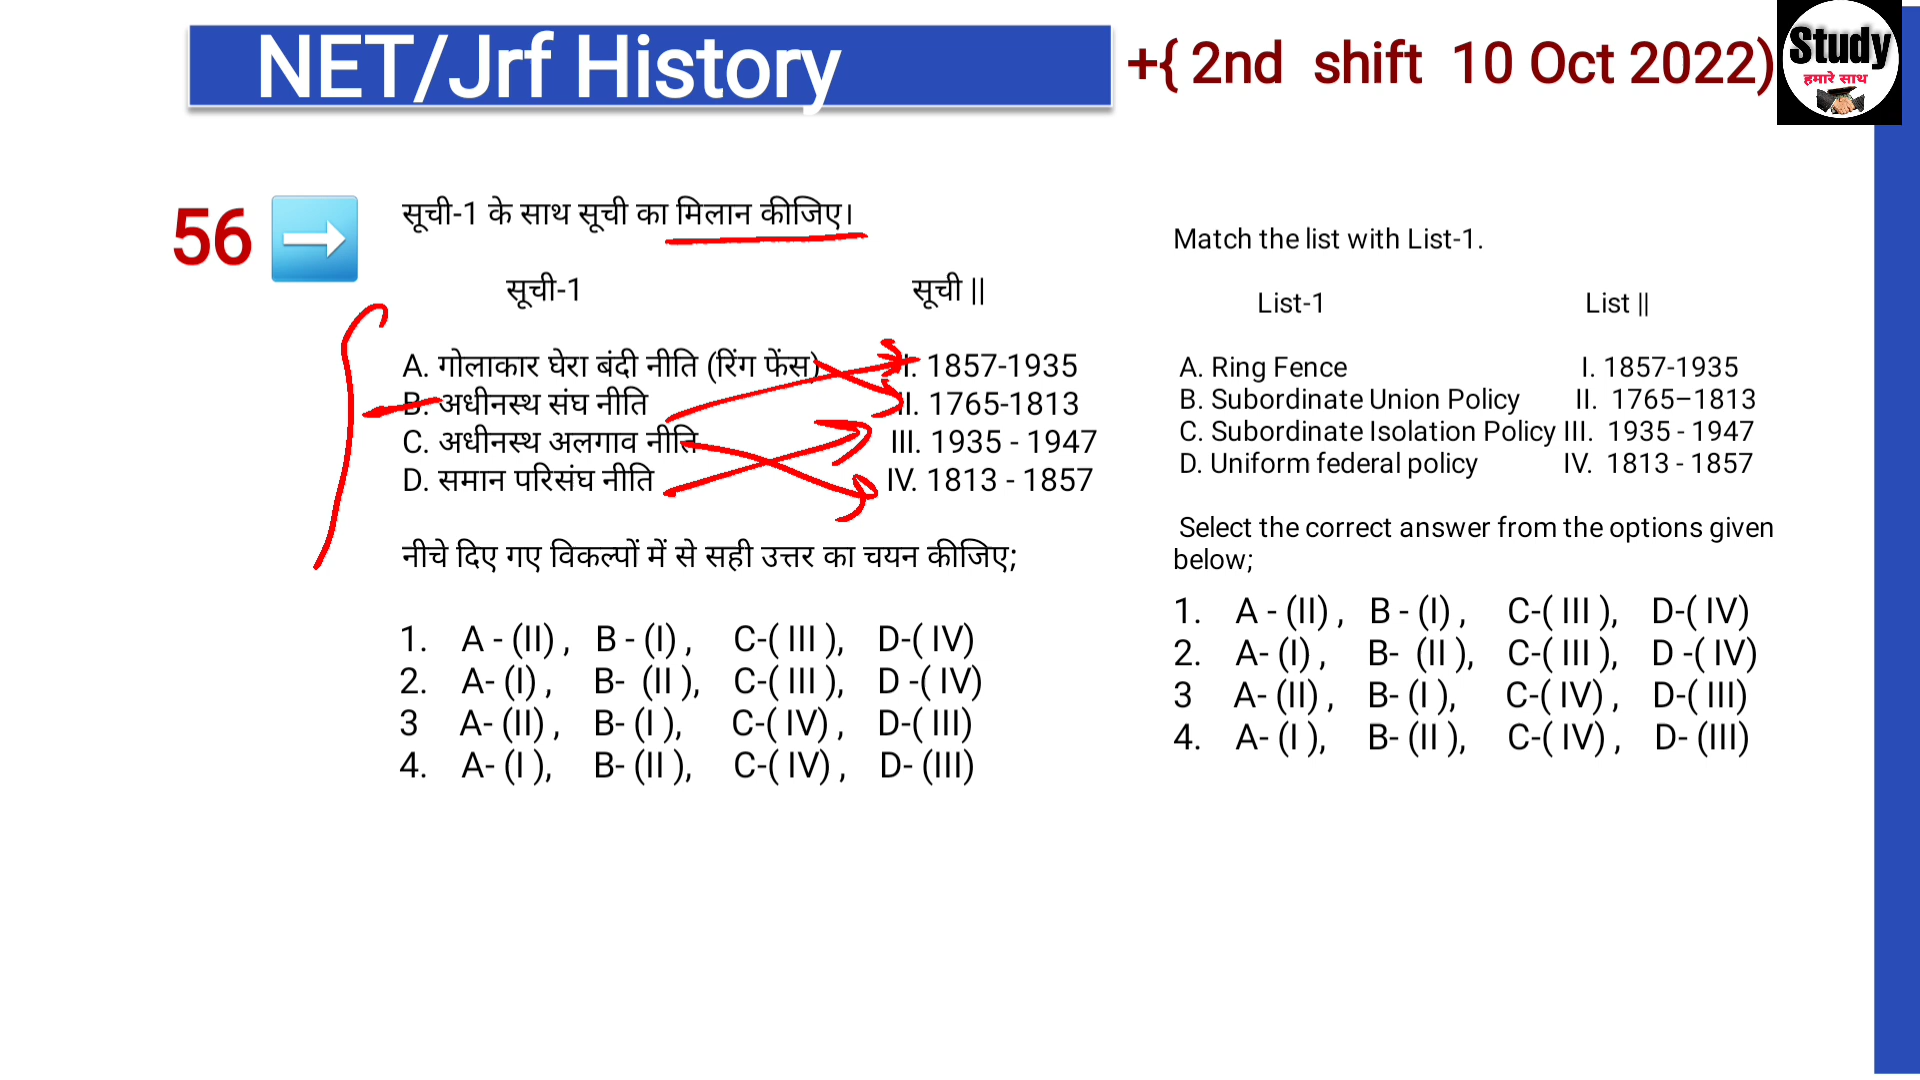 NET/Jrf History
+{ 2nd shift 10 Oct 2022)
Study
हमारे साथ
56
सूची-1 के साथ सूची का मिलान कीजिए।
सूची-1 सूची ||
A. गोलाकार घेरा बंदी नीति (रिंग फेंस) I. 1857-1935
B. अधीनस्थ संघ नीति II. 1765-1813
C. अधीनस्थ अलगाव नीति III. 1935 - 1947
D. समान परिसंघ नीति IV. 1813 - 1857
नीचे दिए गए विकल्पों में से सही उत्तर का चयन कीजिए;
1. A - (II) , B - (I) , C-( III ), D-( IV)
2. A- (I) , B- (II ), C-( III ), D -( IV)
3 A- (II) , B- (I ), C-( IV) , D-( III)
4. A- (I ), B- (II ), C-( IV) , D- (III)
Match the list with List-1.
List-1 List ||
A. Ring Fence I. 1857-1935
B. Subordinate Union Policy II. 1765–1813
C. Subordinate Isolation Policy III. 1935 - 1947
D. Uniform federal policy IV. 1813 - 1857
Select the correct answer from the options given
below;
1. A - (II) , B - (I) , C-( III ), D-( IV)
2. A- (I) , B- (II ), C-( III ), D -( IV)
3 A- (II) , B- (I ), C-( IV) , D-( III)
4. A- (I ), B- (II ), C-( IV) , D- (III)